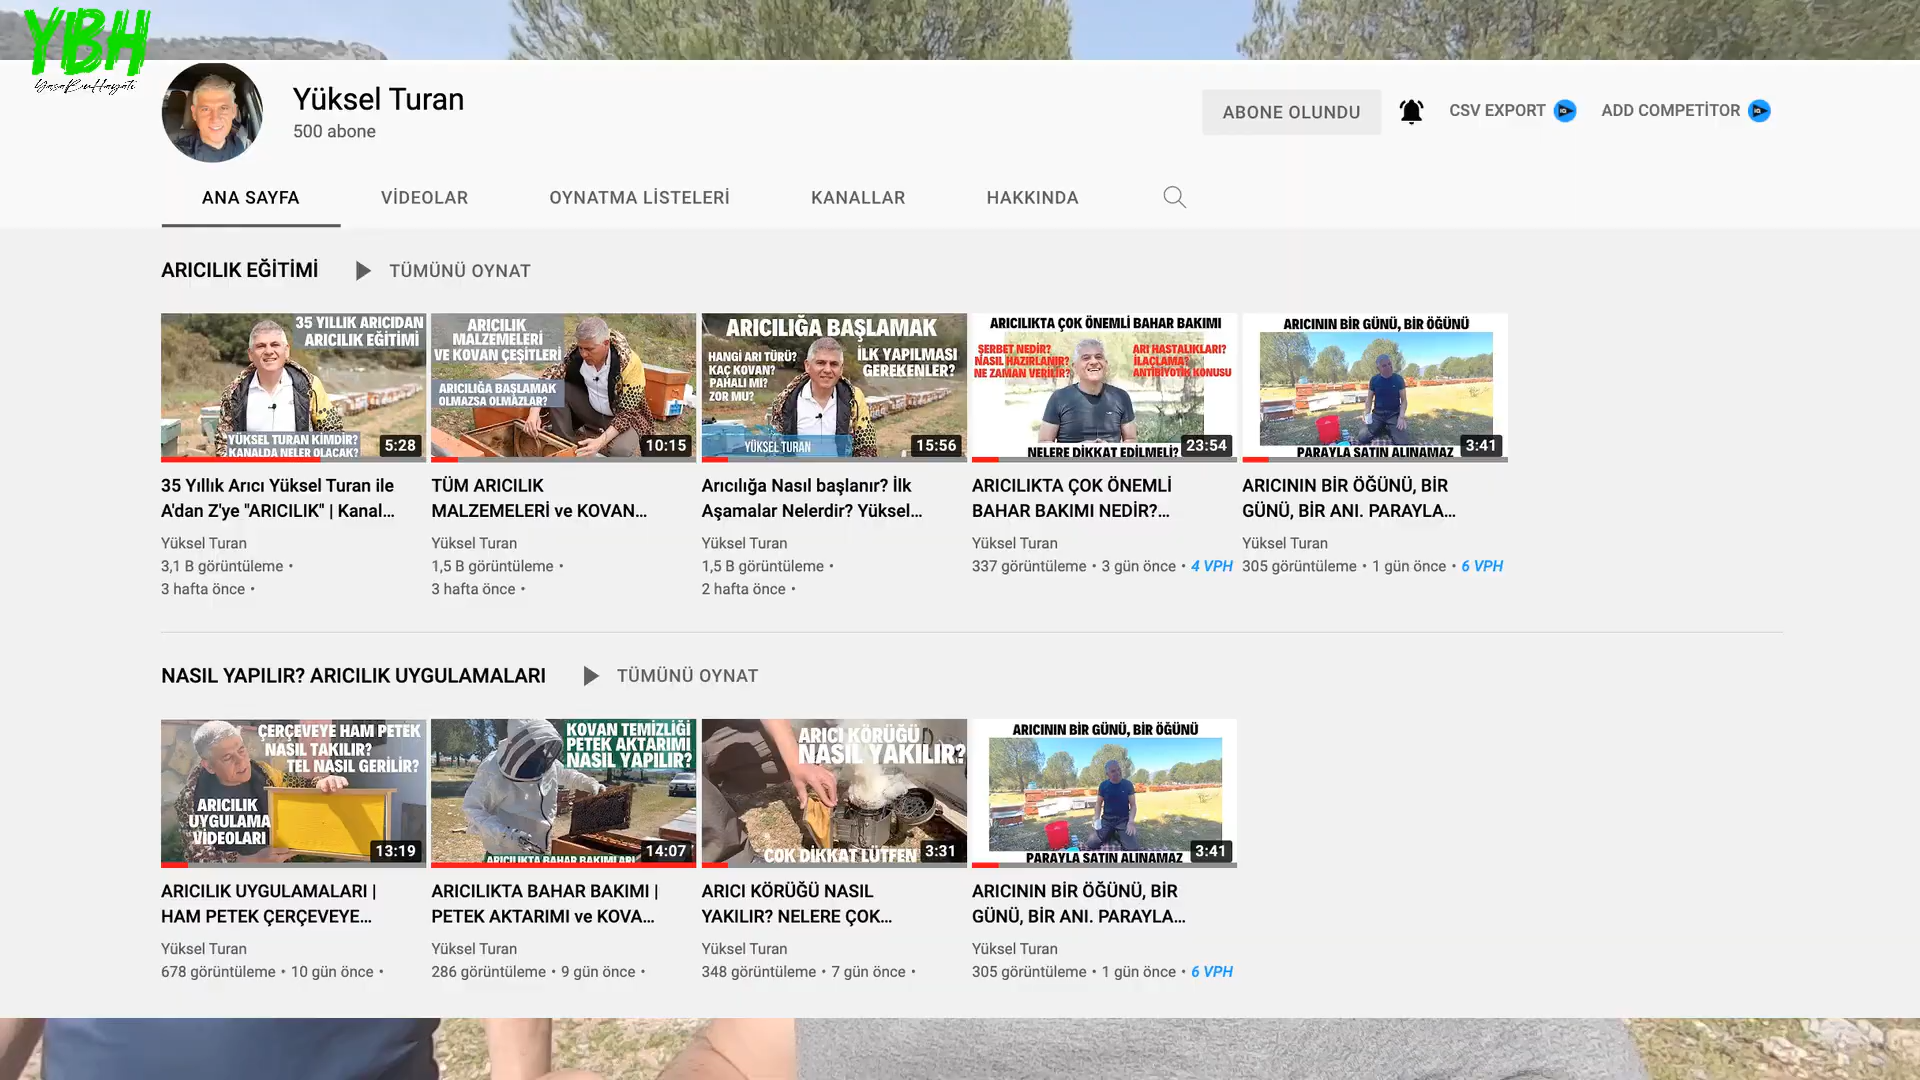 YBH
YaşaBuHayatı
Yüksel Turan
500 abone
ABONE OLUNDU
CSV EXPORT
ADD COMPETİTOR
ANA SAYFA
VİDEOLAR
OYNATMA LİSTELERİ
KANALLAR
HAKKINDA
ARICILIK EĞİTİMİ
TÜMÜNÜ OYNAT
35 YILLIK ARICIDAN
ARICILIK EĞİTİMİ
YÜKSEL TURAN KİMDİR?
KANALDA NELER OLACAK?
5:28
35 Yıllık Arıcı Yüksel Turan ile
A'dan Z'ye "ARICILIK" | Kanal...
Yüksel Turan
3,1 B görüntüleme •
3 hafta önce •
ARICILIK
MALZEMELERİ
VE KOVAN ÇEŞİTLERİ
ARICILIĞA BAŞLAMAK
OLMAZSA OLMAZLAR?
10:15
TÜM ARICILIK
MALZEMELERİ ve KOVAN...
Yüksel Turan
1,5 B görüntüleme •
3 hafta önce •
ARICILIĞA BAŞLAMAK
HANGİ ARI TÜRÜ?
KAÇ KOVAN?
PAHALI MI?
ZOR MU?
İLK YAPILMASI
GEREKENLER?
YÜKSEL TURAN
15:56
Arıcılığa Nasıl başlanır? İlk
Aşamalar Nelerdir? Yüksel...
Yüksel Turan
1,5 B görüntüleme •
2 hafta önce •
ARICILIKTA ÇOK ÖNEMLİ BAHAR BAKIMI
ŞERBET NEDİR?
NASIL HAZIRLANIR?
NE ZAMAN VERİLİR?
ARI HASTALIKLARI?
İLAÇLAMA?
ANTİBİYOTİK KONUSU
NELERE DİKKAT EDİLMELİ?
23:54
ARICILIKTA ÇOK ÖNEMLİ
BAHAR BAKIMI NEDİR?...
Yüksel Turan
337 görüntüleme • 3 gün önce • 4 VPH
ARICININ BİR GÜNÜ, BİR ÖĞÜNÜ
PARAYLA SATIN ALINAMAZ
3:41
ARICININ BİR ÖĞÜNÜ, BİR
GÜNÜ, BİR ANI. PARAYLA...
Yüksel Turan
305 görüntüleme • 1 gün önce • 6 VPH
NASIL YAPILIR? ARICILIK UYGULAMALARI
TÜMÜNÜ OYNAT
ÇERÇEVEYE HAM PETEK
NASIL TAKILIR?
TEL NASIL GERİLİR?
ARICILIK
UYGULAMA
VİDEOLARI
13:19
ARICILIK UYGULAMALARI |
HAM PETEK ÇERÇEVEYE...
Yüksel Turan
678 görüntüleme • 10 gün önce •
KOVAN TEMİZLİĞİ
PETEK AKTARIMI
NASIL YAPILIR?
ARICILIKTA BAHAR BAKIMLARI
14:07
ARICILIKTA BAHAR BAKIMI |
PETEK AKTARIMI ve KOVA...
Yüksel Turan
286 görüntüleme • 9 gün önce •
ARICI KÖRÜĞÜ
NASIL YAKILIR?
ÇOK DİKKAT LÜTFEN
3:31
ARICI KÖRÜĞÜ NASIL
YAKILIR? NELERE ÇOK...
Yüksel Turan
348 görüntüleme • 7 gün önce •
ARICININ BİR GÜNÜ, BİR ÖĞÜNÜ
PARAYLA SATIN ALINAMAZ
3:41
ARICININ BİR ÖĞÜNÜ, BİR
GÜNÜ, BİR ANI. PARAYLA...
Yüksel Turan
305 görüntüleme • 1 gün önce • 6 VPH